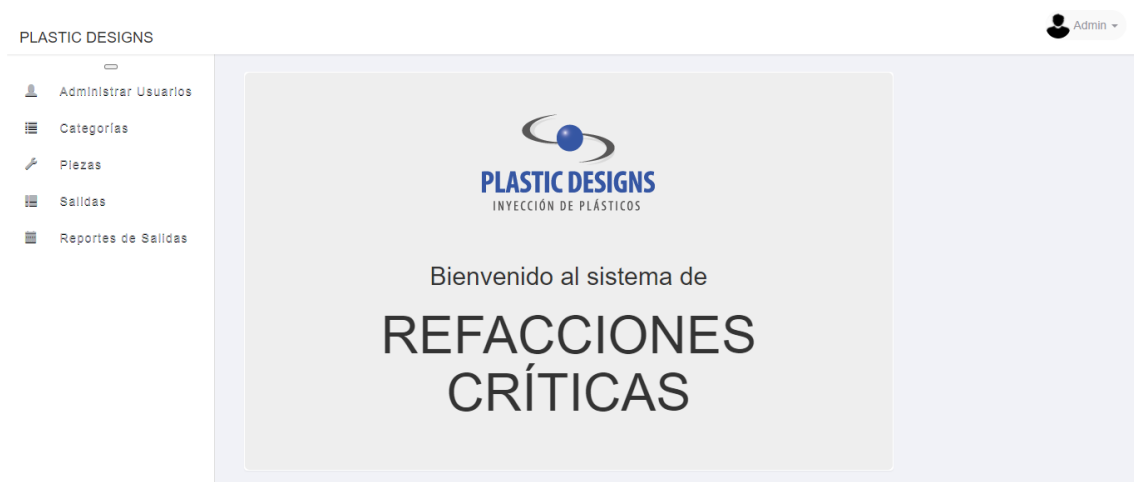 PLASTIC DESIGNS
Admin
Administrar Usuarios
Categorías
Piezas
Salidas
Reportes de Salidas
PLASTIC DESIGNS
INYECCIÓN DE PLÁSTICOS
Bienvenido al sistema de
REFACCIONES
CRÍTICAS